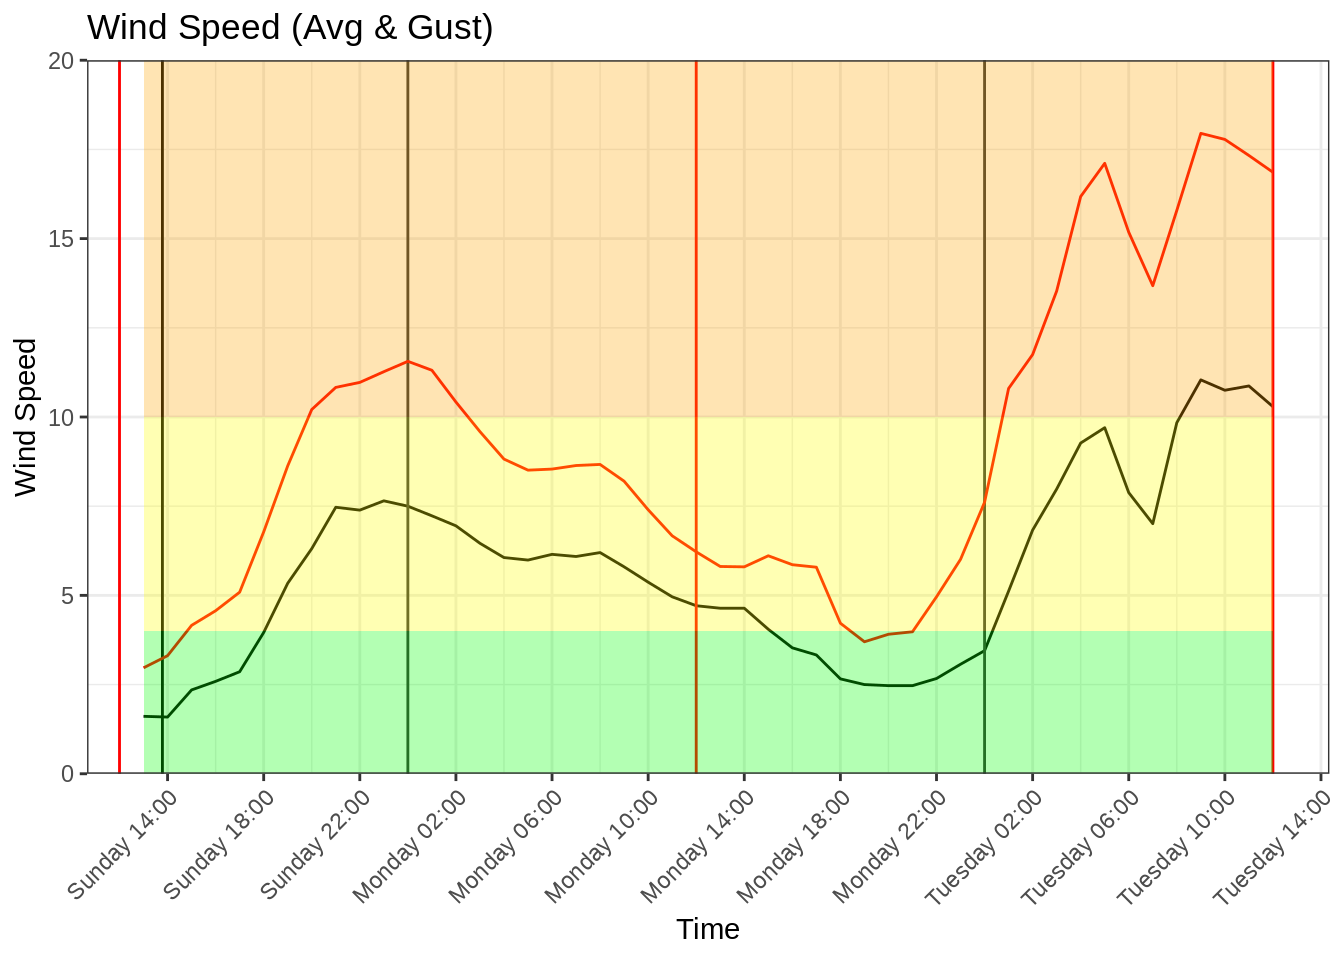 Wind Speed (Avg & Gust)
20
15
10
5
0
Wind Speed
Sunday 14:00
Sunday 18:00
Sunday 22:00
Monday 02:00
Monday 06:00
Monday 10:00
Monday 14:00
Monday 18:00
Monday 22:00
Tuesday 02:00
Tuesday 06:00
Tuesday 10:00
Tuesday 14:00
Time